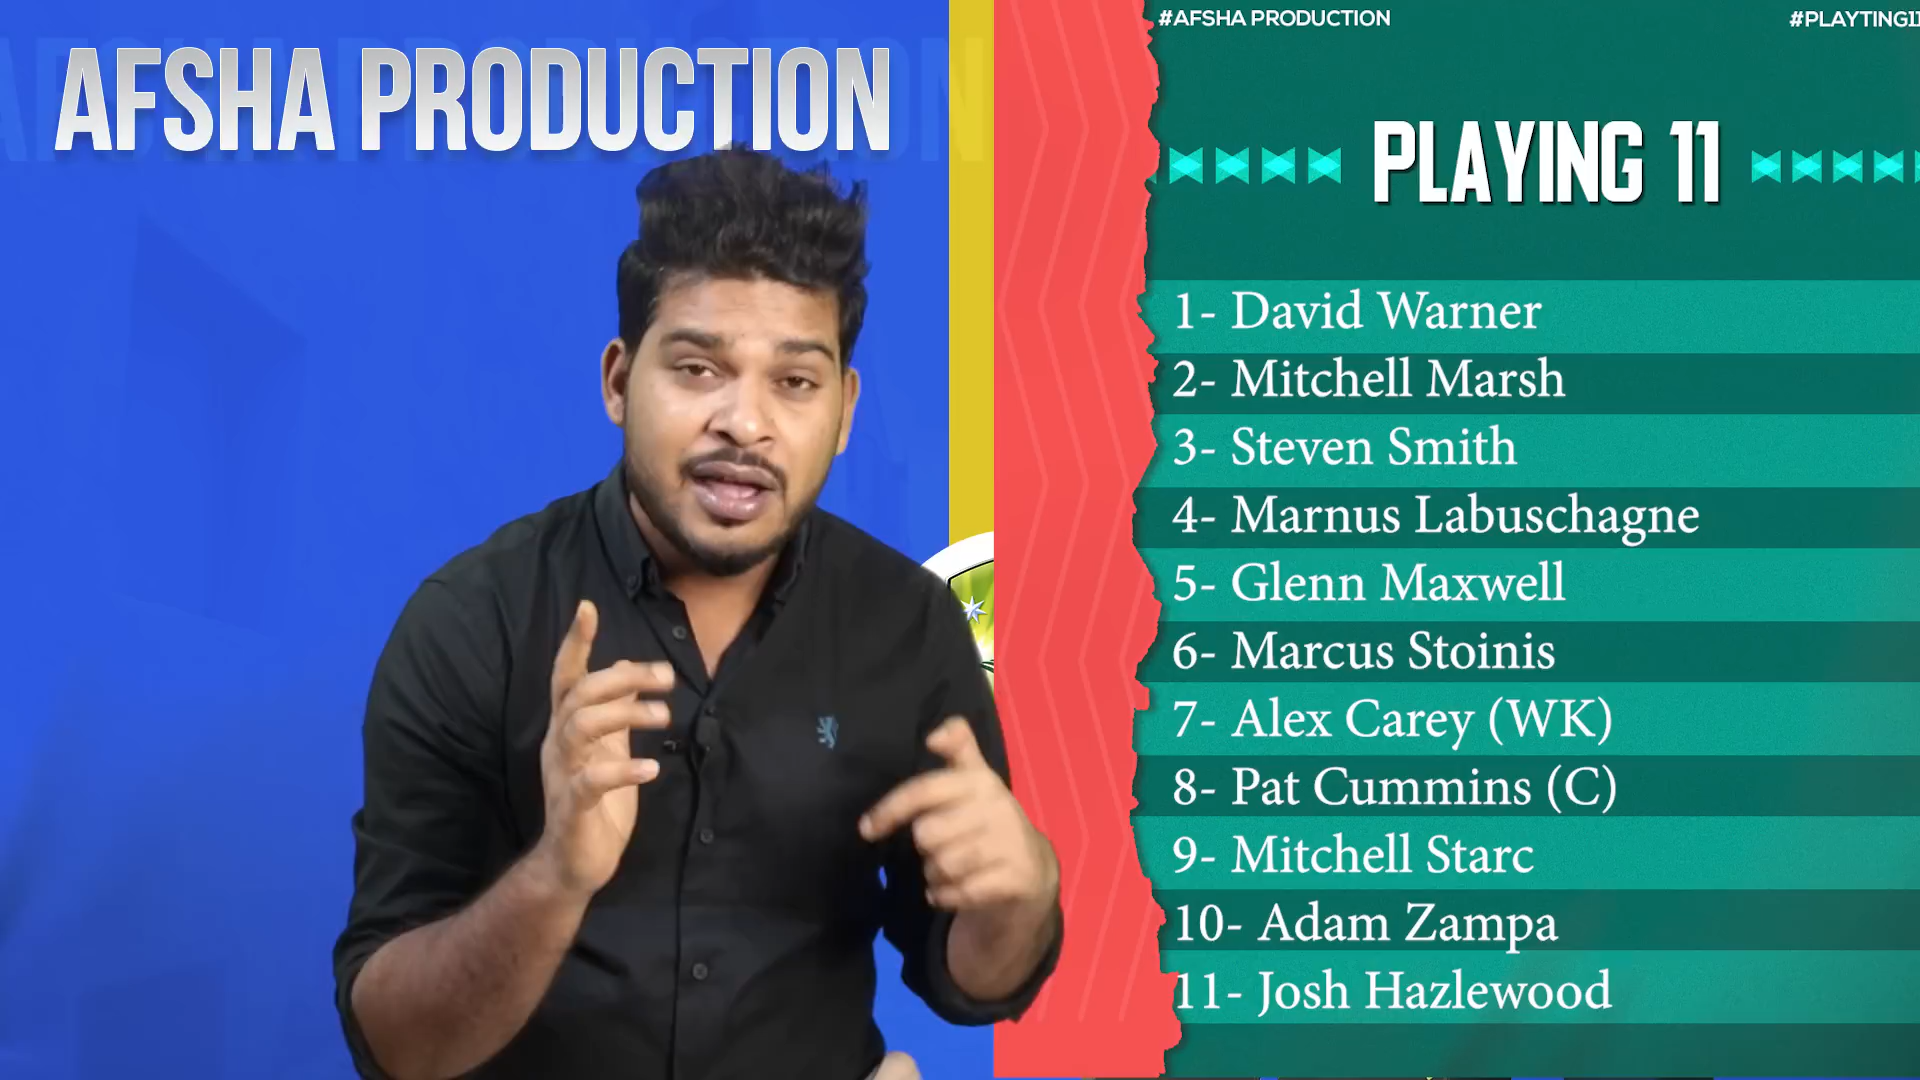 AFSHA PRODUCTION
#AFSHA PRODUCTION
#PLAYTING11
PLAYING 11
1- David Warner
2- Mitchell Marsh
3- Steven Smith
4- Marnus Labuschagne
5- Glenn Maxwell
6- Marcus Stoinis
7- Alex Carey (WK)
8- Pat Cummins (C)
9- Mitchell Starc
10- Adam Zampa
11- Josh Hazlewood